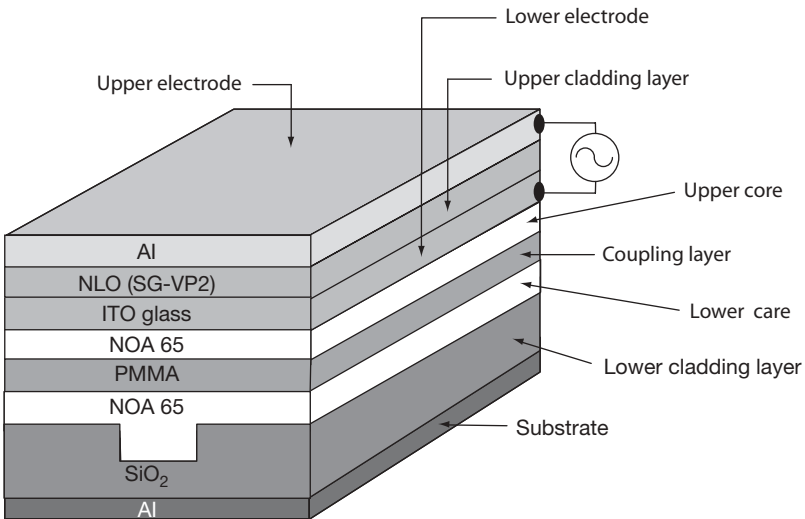 Lower electrode
Upper electrode
Upper cladding layer
Upper core
Coupling layer
Lower care
Lower cladding layer
Substrate
Al
NLO (SG-VP2)
ITO glass
NOA 65
PMMA
NOA 65
SiO2
Al